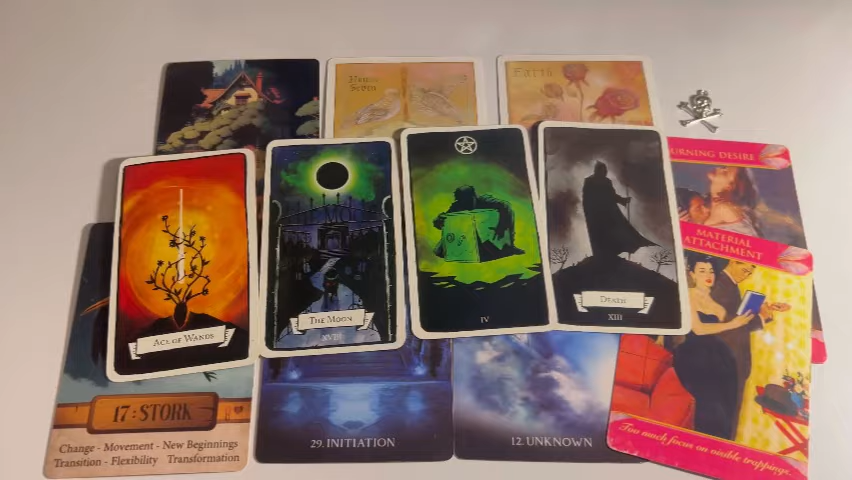 EARTH
BURNING DESIRE
MATERIAL
ATTACHMENT
ACE OF WANDS
THE MOON
XVIII
IV
DEATH
XIII
17: STORK
Change - Movement - New Beginnings
Transition - Flexibility Transformation
29. INITIATION
12. UNKNOWN
Too much focus on visible trappings.